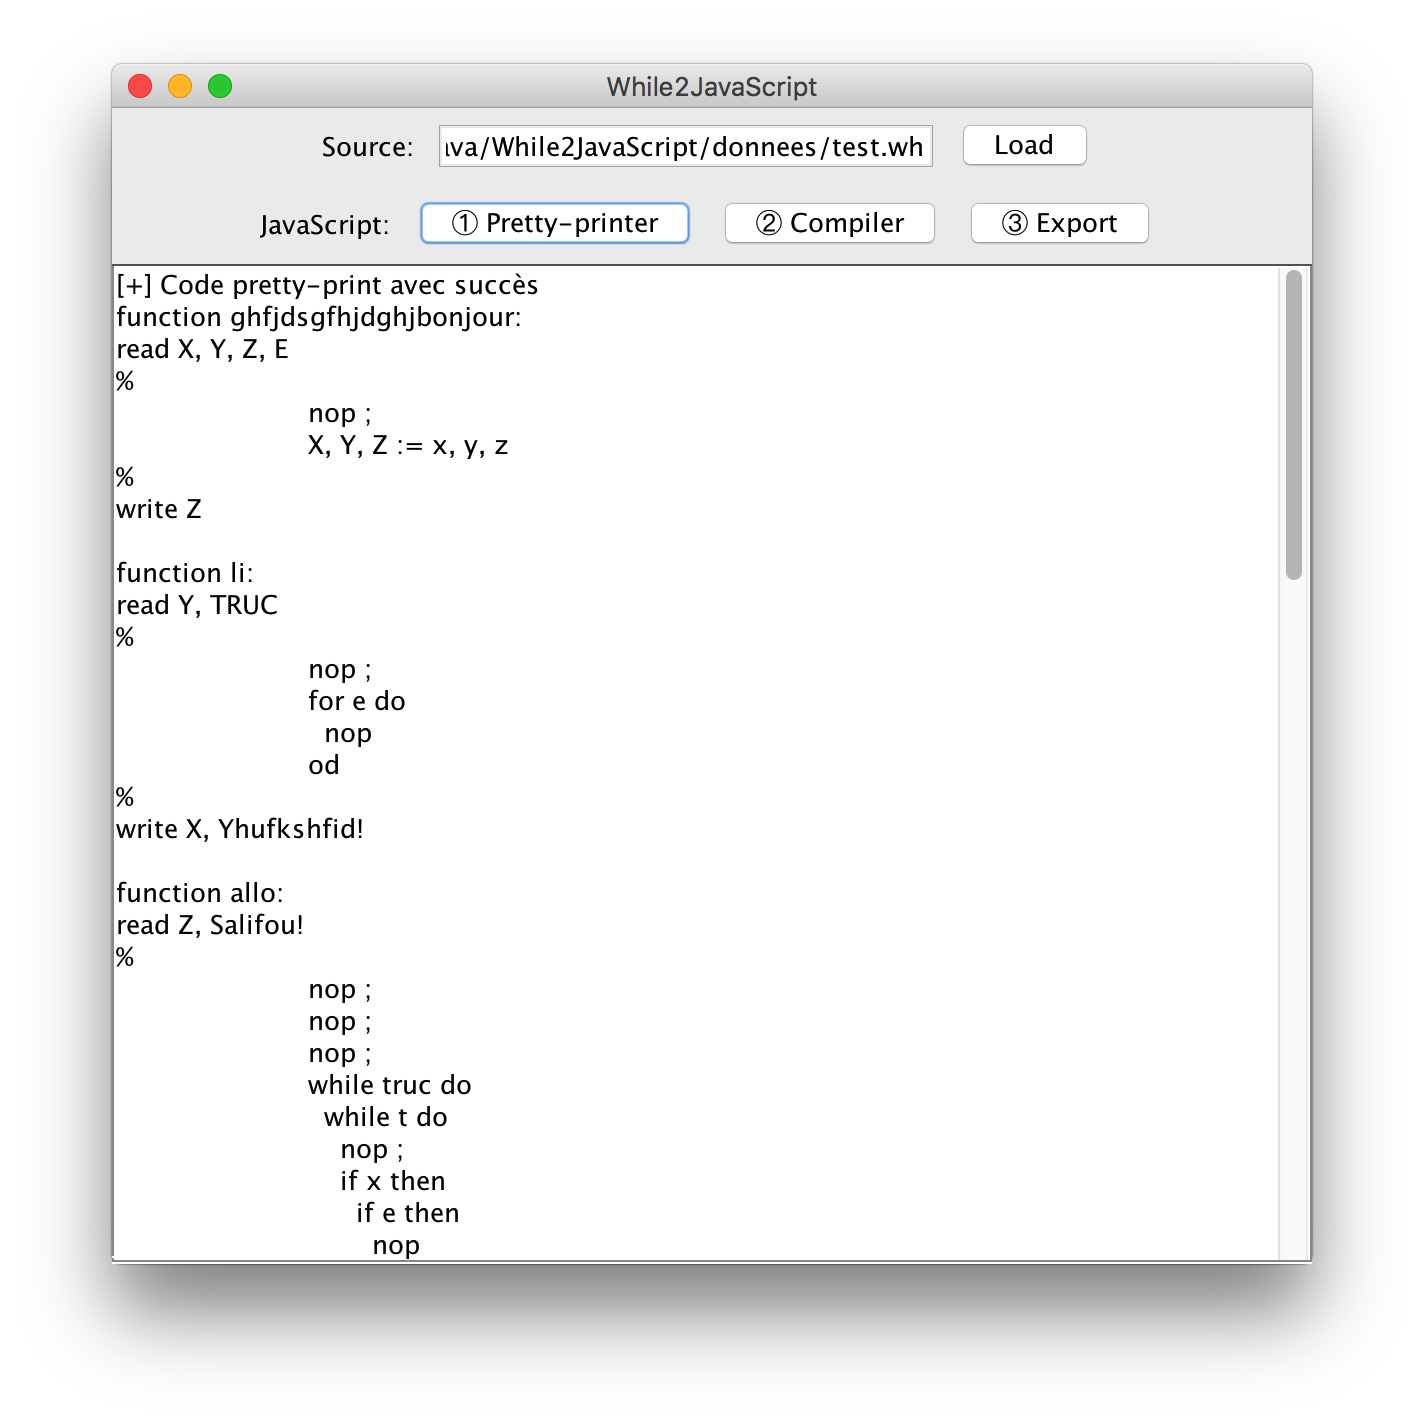 While2JavaScript
Source: ava/While2JavaScript/donnees/test.wh Load
JavaScript: ① Pretty-printer ② Compiler ③ Export
[+] Code pretty-print avec succès
function ghfjdsgfhjdghjbonjour:
read X, Y, Z, E
%
nop ;
X, Y, Z := x, y, z
%
write Z
function li:
read Y, TRUC
%
nop ;
for e do
nop
od
%
write X, Yhufkshfid!
function allo:
read Z, Salifou!
%
nop ;
nop ;
nop ;
while truc do
while t do
nop ;
if x then
if e then
nop